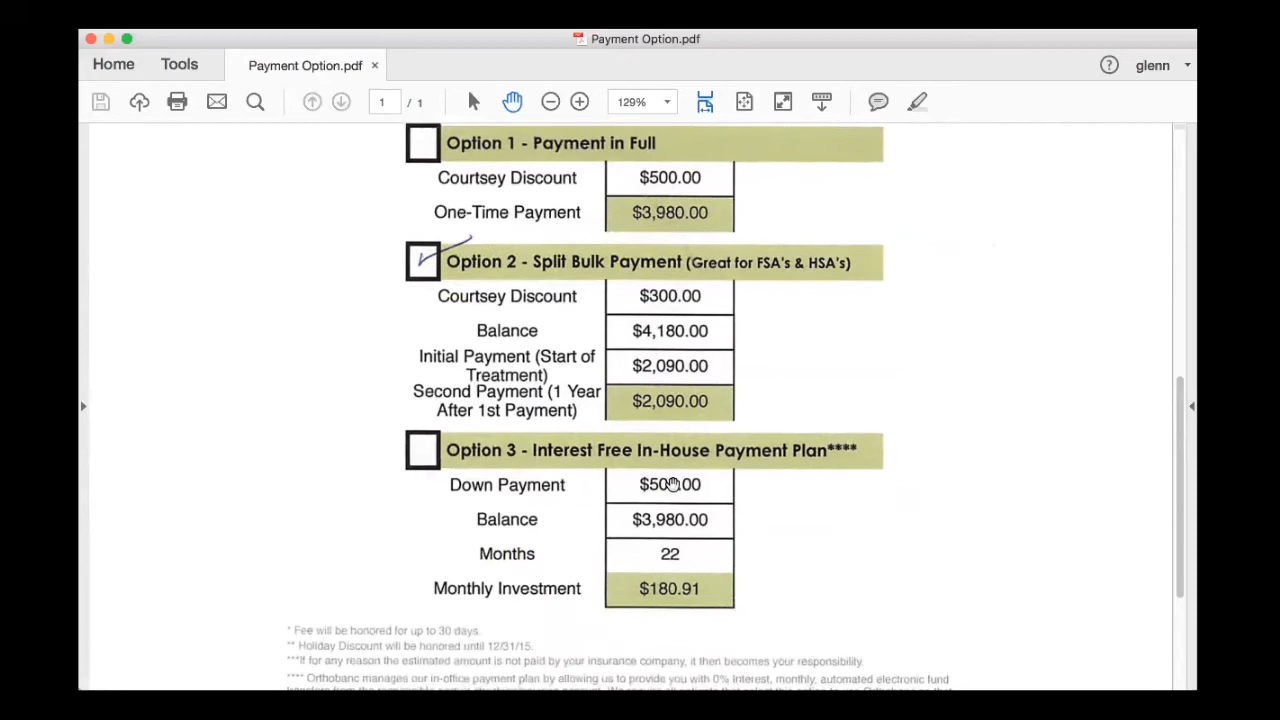 Payment Option.pdf
Home Tools Payment Option.pdf × ? glenn
1 / 1 129%
Option 1 - Payment in Full
Courtsey Discount $500.00
One-Time Payment $3,980.00
Option 2 - Split Bulk Payment (Great for FSA's & HSA's)
Courtsey Discount $300.00
Balance $4,180.00
Initial Payment (Start of
Treatment) $2,090.00
Second Payment (1 Year
After 1st Payment) $2,090.00
Option 3 - Interest Free In-House Payment Plan****
Down Payment $500.00
Balance $3,980.00
Months 22
Monthly Investment $180.91
* Fee will be honored for up to 30 days.
** Holiday Discount will be honored until 12/31/15.
***If for any reason the estimated amount is not paid by your insurance company, it then becomes your responsibility.
**** Orthobanc manages our in-office payment plan by allowing us to provide you with 0% Interest, monthly, automated electronic fund